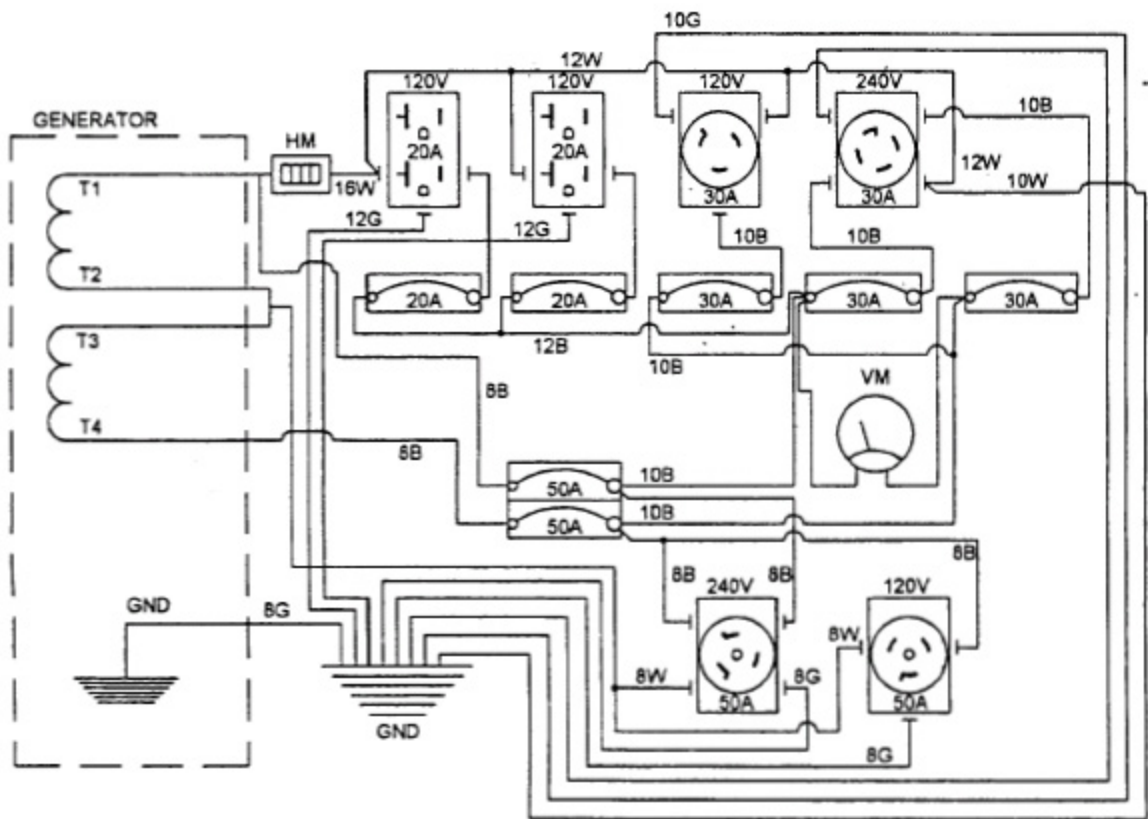 10G
12W
120V
120V
120V
240V
10B
GENERATOR
HM
20A
20A
T1
16W
12W
10W
30A
30A
12G
12G
10B
10B
T2
20A
20A
30A
30A
30A
T3
12B
10B
8B
VM
T4
8B
10B
50A
10B
50A
8B
8B
240V
8B
120V
GND
8G
8W
8W
8G
50A
50A
GND
8G